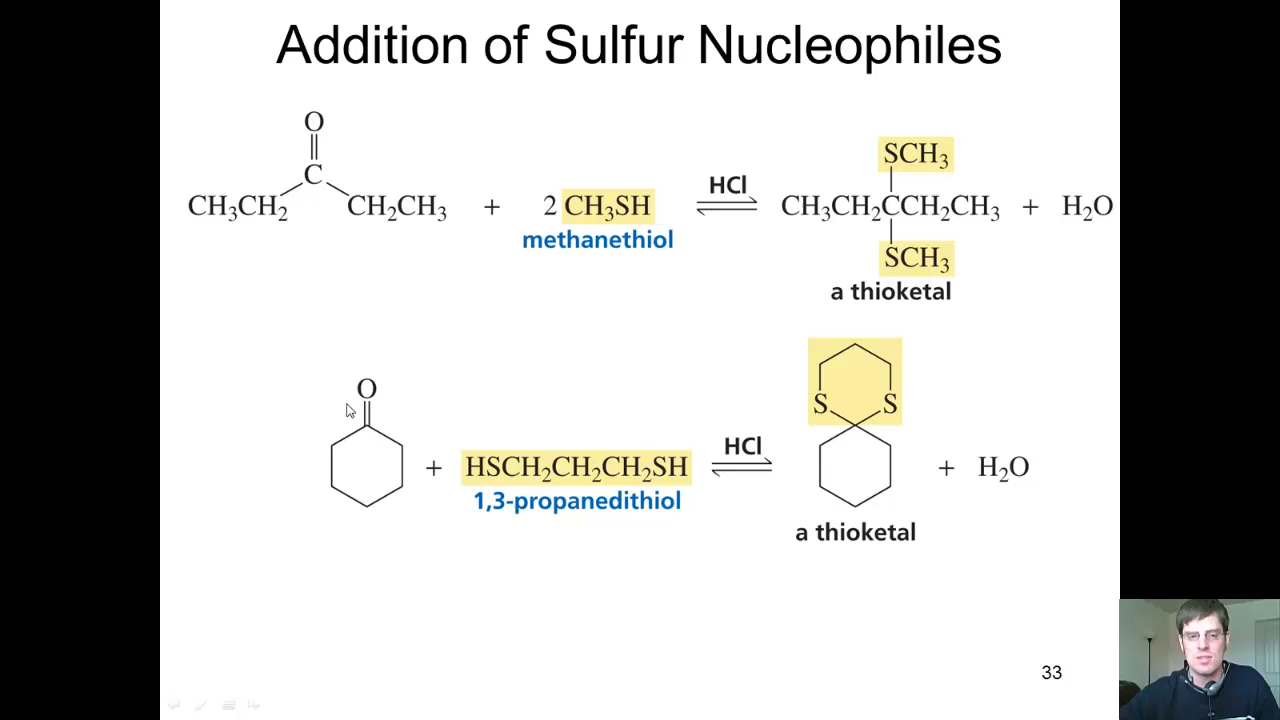 Addition of Sulfur Nucleophiles
O
C
CH₃CH₂ CH₂CH₃ + 2 CH₃SH HCl ⇌ CH₃CH₂CCH₂CH₃ + H₂O
SCH₃
SCH₃
methanethiol
a thioketal
O
+ HSCH₂CH₂CH₂SH HCl ⇌ + H₂O
S S
1,3-propanedithiol
a thioketal
33